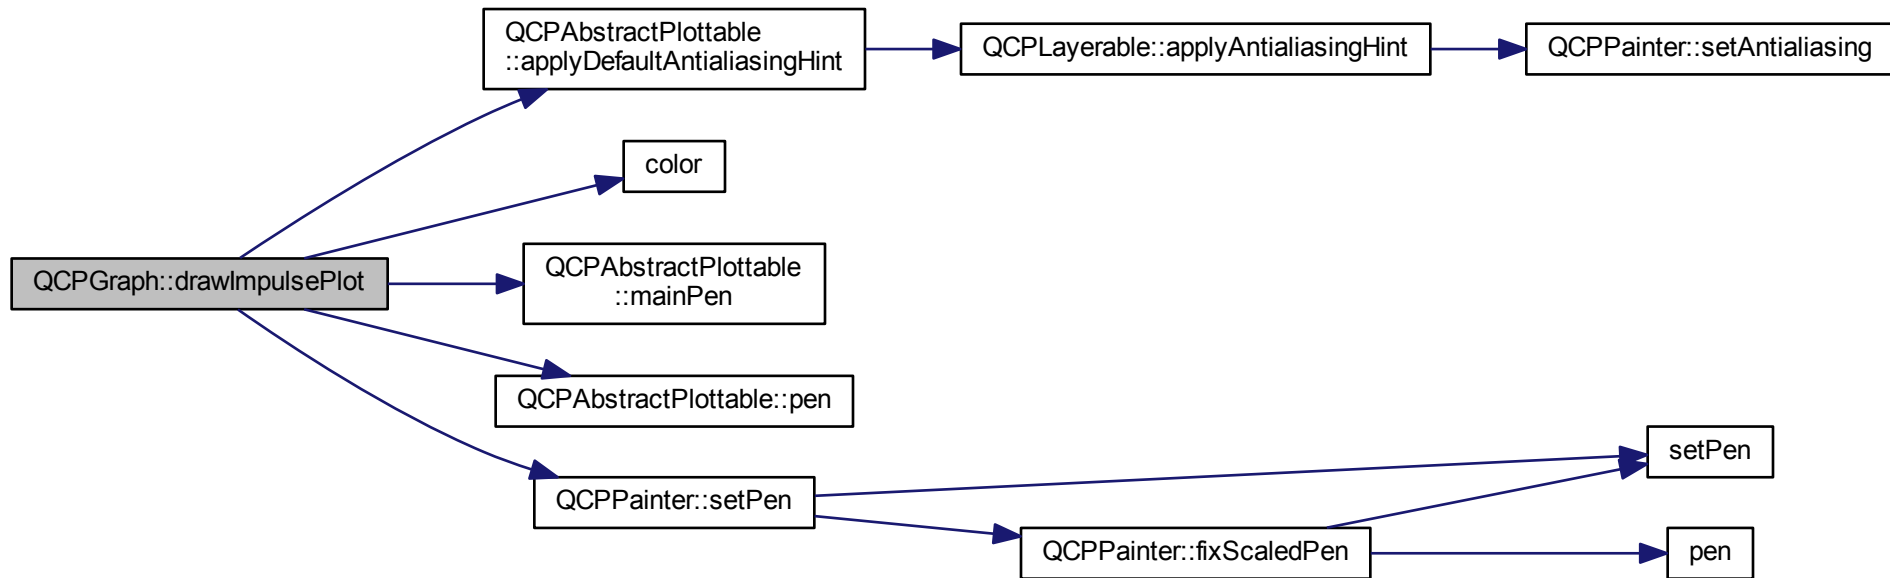 QCPAbstractPlottable
::applyDefaultAntialiasingHint
QCPLayerable::applyAntialiasingHint
QCPPainter::setAntialiasing
color
QCPGraph::drawImpulsePlot
QCPAbstractPlottable
::mainPen
QCPAbstractPlottable::pen
QCPPainter::setPen
setPen
QCPPainter::fixScaledPen
pen